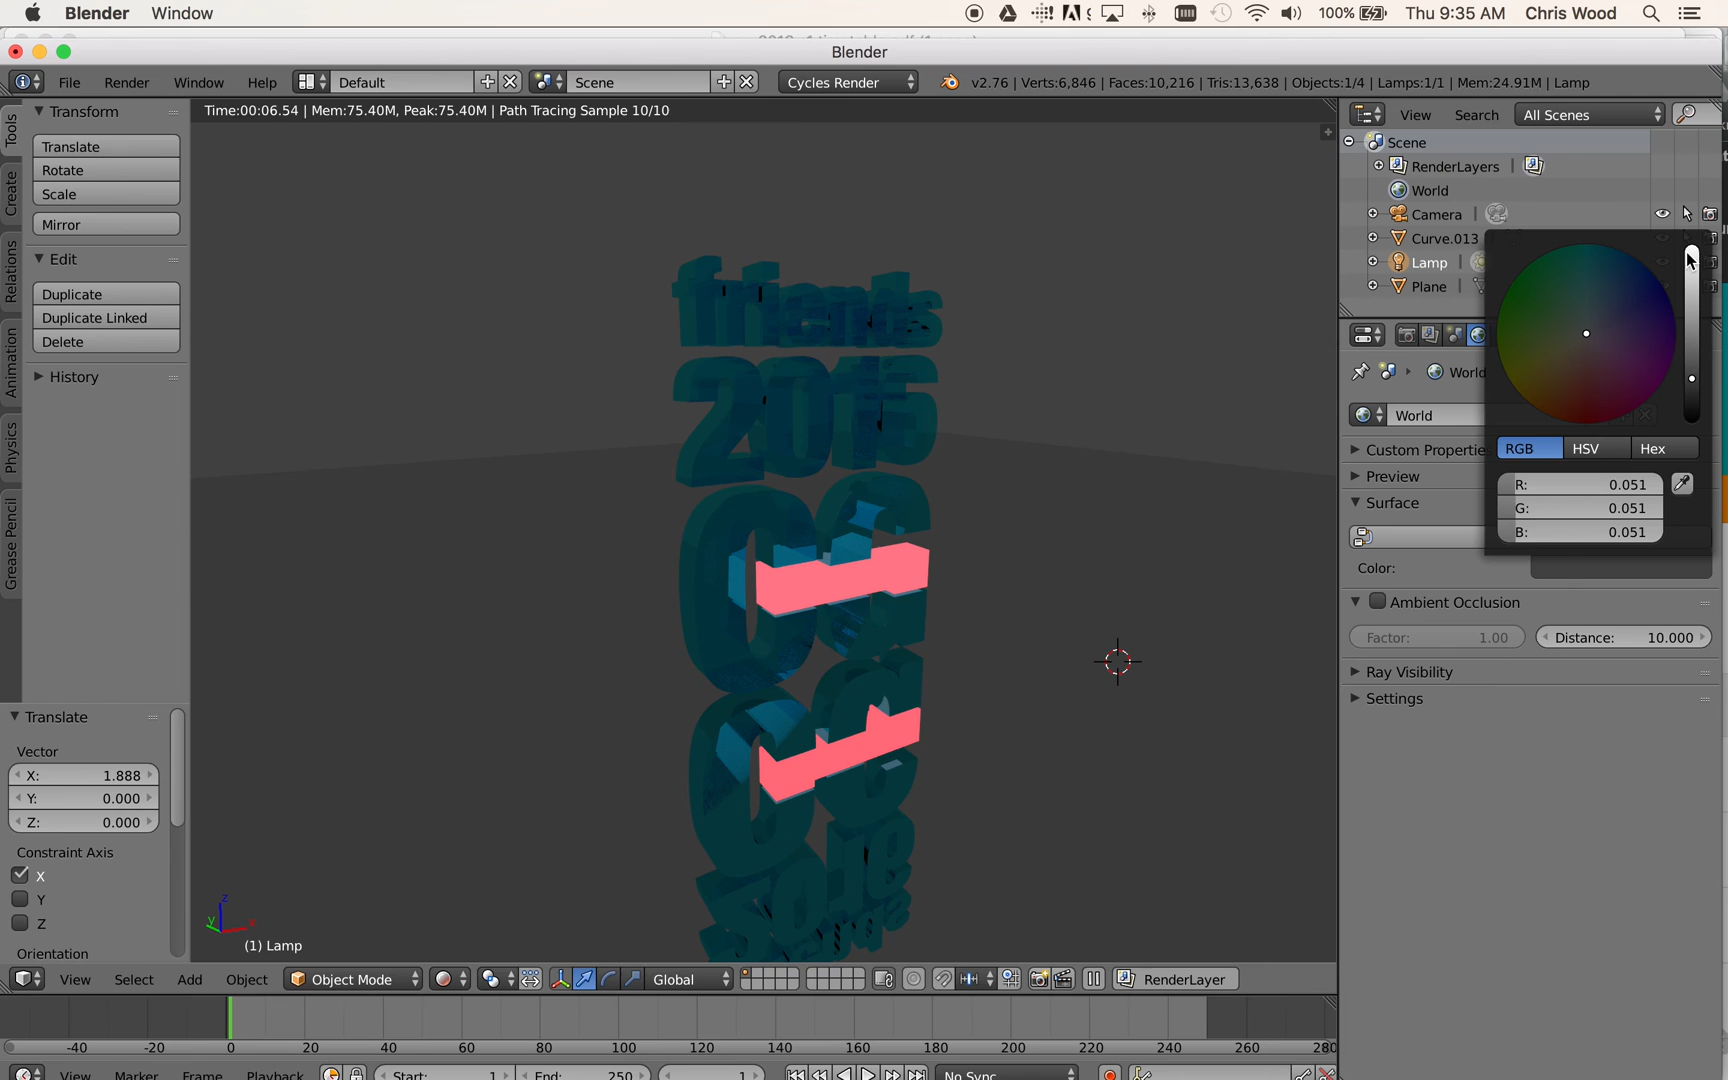 Blender Window 100% Thu 9:35 AM Chris Wood
Blender
File Render Window Help Default Scene Cycles Render v2.76 | Verts:6,846 | Faces:10,216 | Tris:13,638 | Objects:1/4 | Lamps:1/1 | Mem:24.91M | Lamp
Time:00:06.54 | Mem:75.40M, Peak:75.40M | Path Tracing Sample 10/10
Tools
Create
Relations
Animation
Physics
Grease Pencil
Transform
Translate
Rotate
Scale
Mirror
Edit
Duplicate
Duplicate Linked
Delete
History
Translate
Vector
X: 1.888
Y: 0.000
Z: 0.000
Constraint Axis
X
Y
Z
Orientation
friends
2016
z
y
x
(1) Lamp
View Select Add Object Object Mode Global RenderLayer
-40 -20 0 20 40 60 80 100 120 140 160 180 200 220 240 260 280
View Marker Frame Playback Start: 1 End: 250 1 No Sync
View Search All Scenes
Scene
RenderLayers |
World
Camera |
Curve.013
Lamp
Plane
World
World
Custom Properties
Preview
Surface
Color:
RGB HSV Hex
R: 0.051
G: 0.051
B: 0.051
Ambient Occlusion
Factor: 1.00 Distance: 10.000
Ray Visibility
Settings